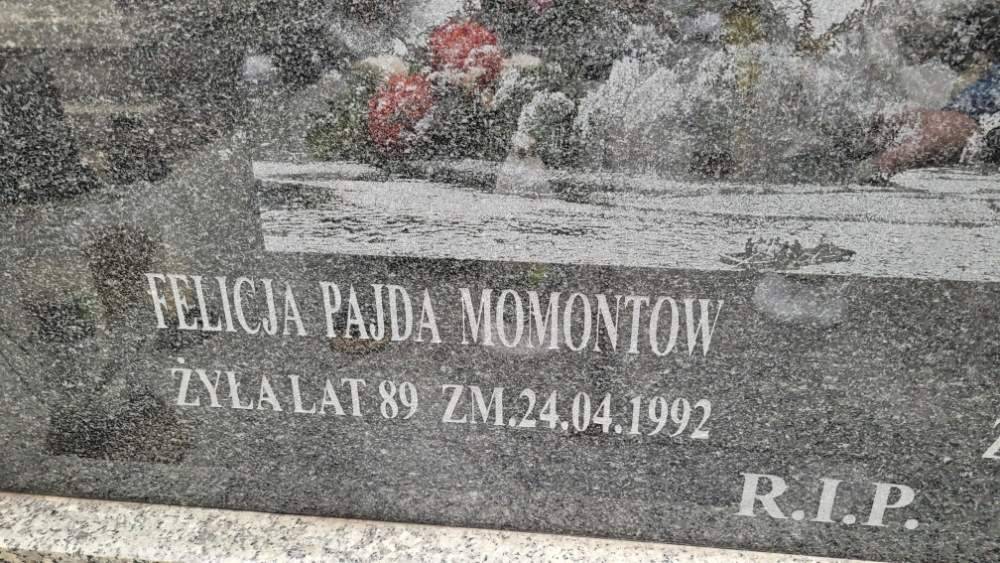 FELICJA PAJDA MOMONTOW
ŻYŁA LAT 89 ZM.24.04.1992
R.I.P.